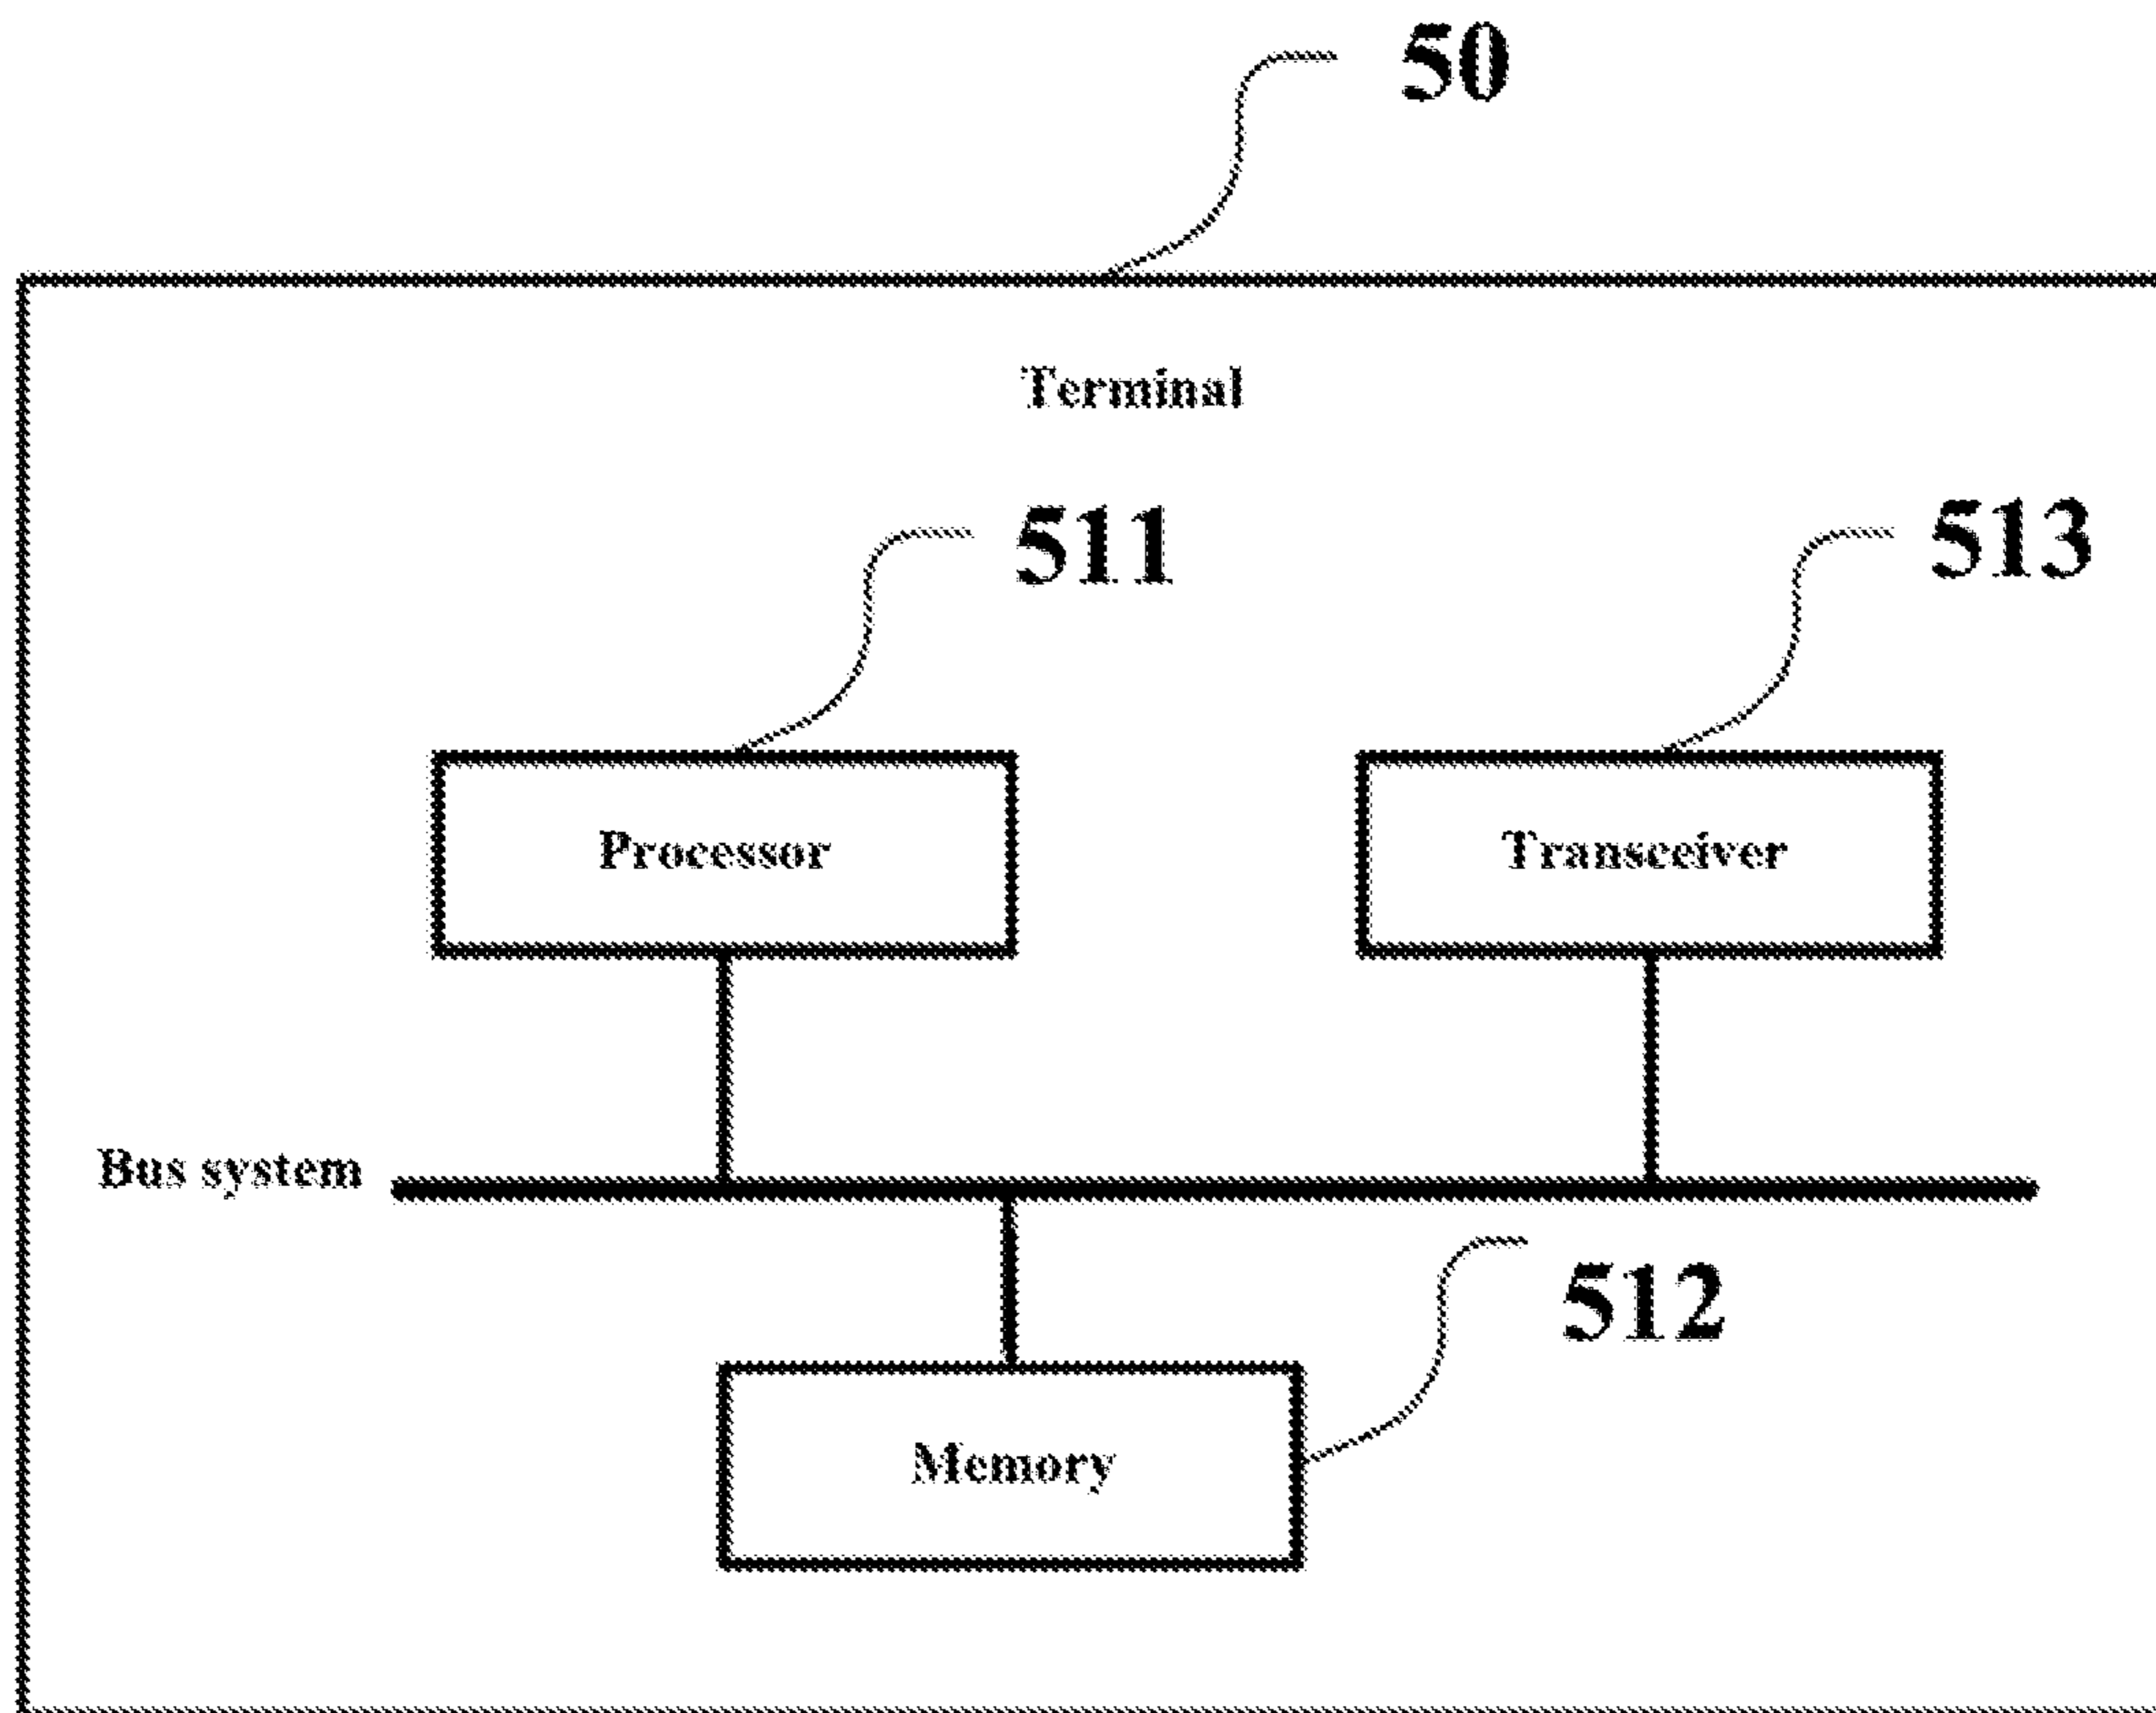 50
Terminal
511
513
Processor
Transceiver
Bus system
512
Memory